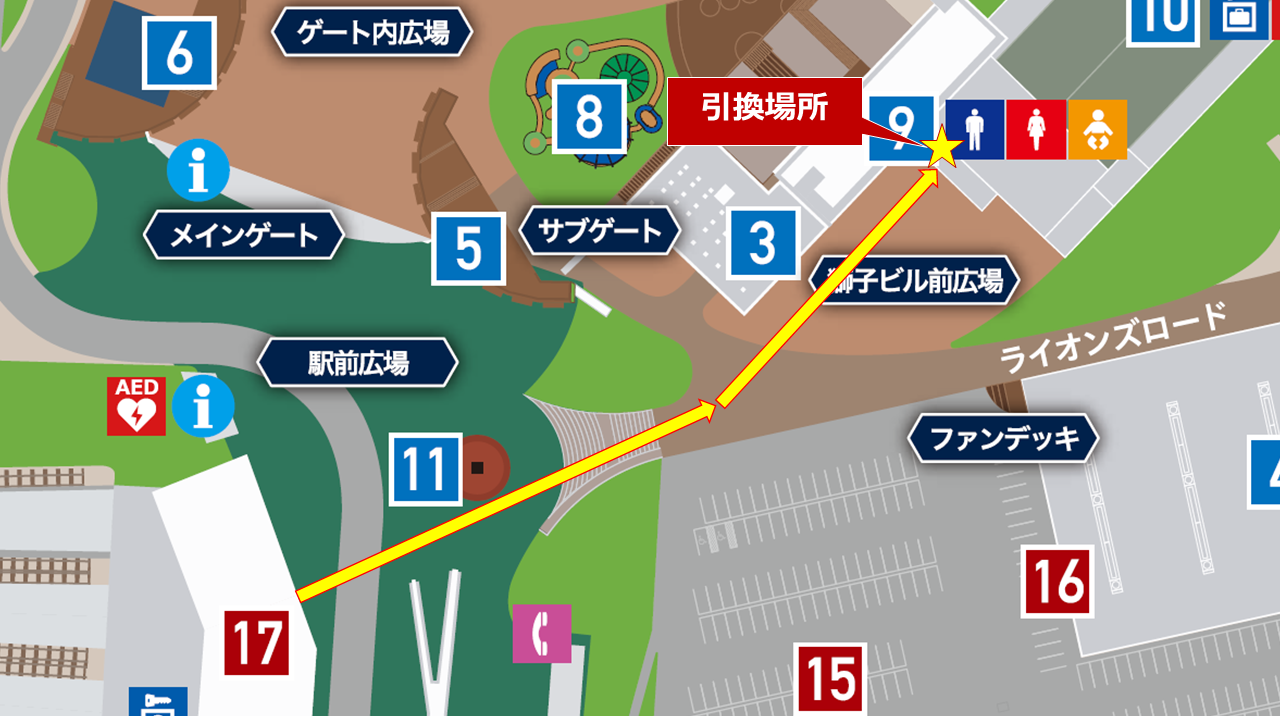 6
ゲート内広場
8
引換場所
9
10
i
メインゲート
5
サブゲート
3
獅子ビル前広場
ライオンズロード
駅前広場
AED
i
11
ファンデッキ
4
16
17
15